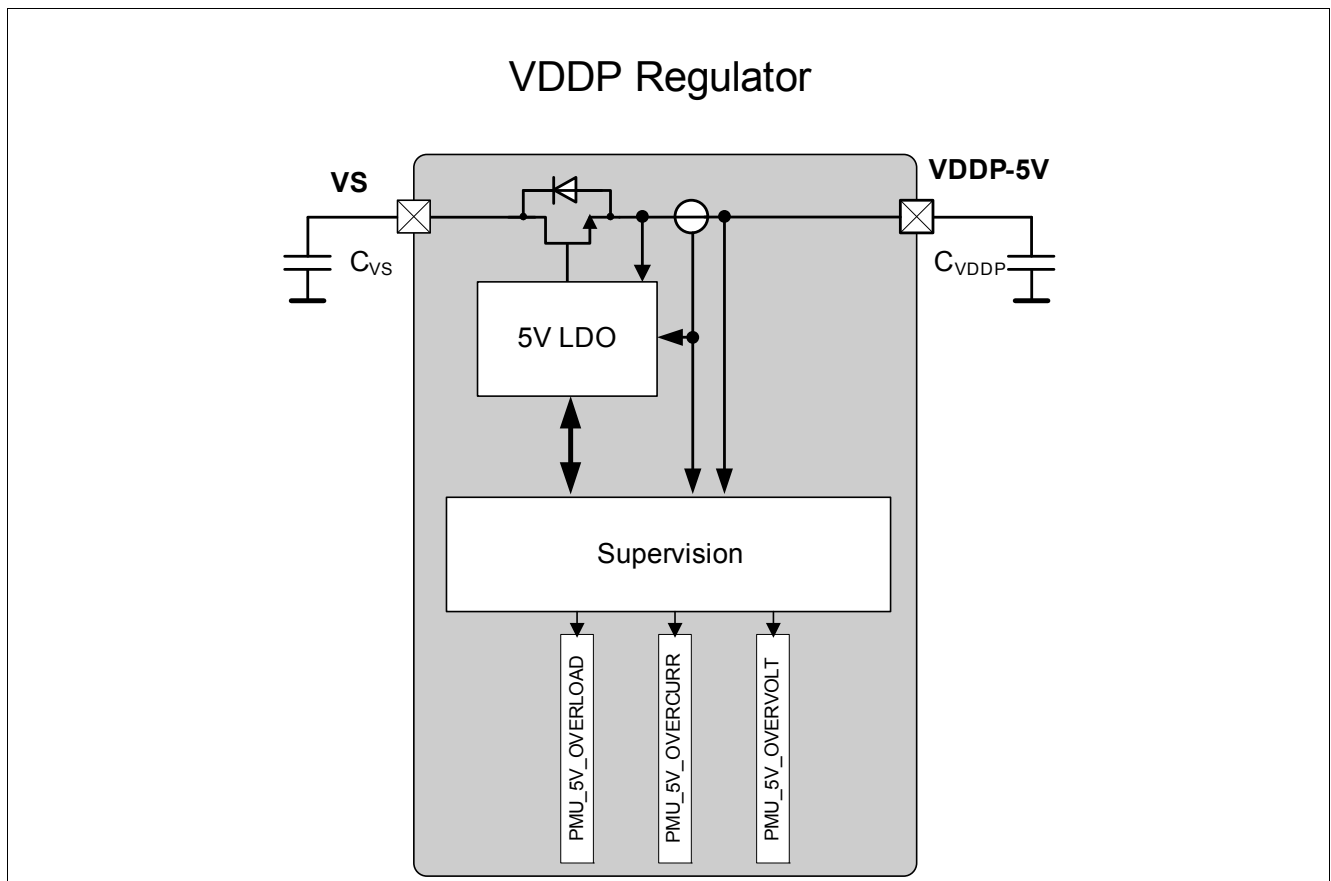 VDDP Regulator
VS
VDDP-5V
CVS
CVDDP
5V LDO
Supervision
PMU_5V_OVERLOAD
PMU_5V_OVERCURR
PMU_5V_OVERVOLT